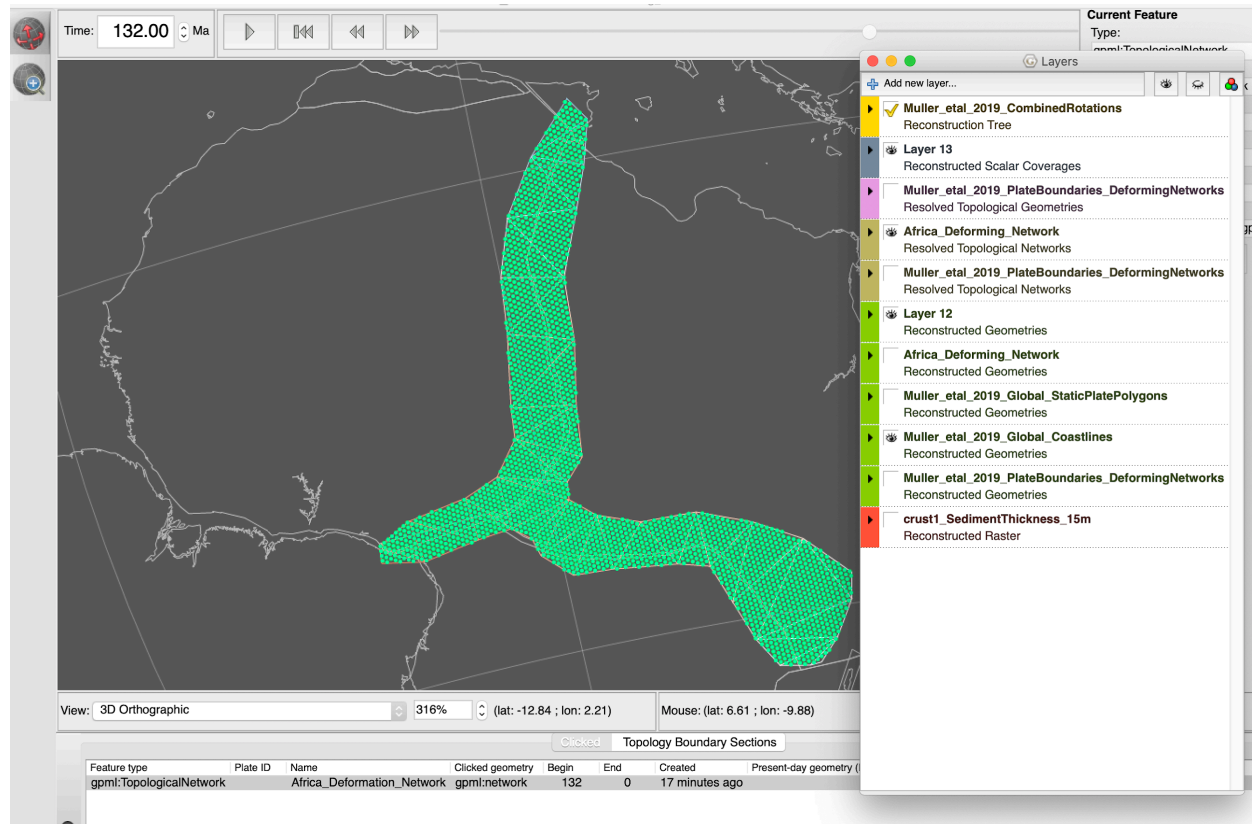 Time: 132.00 Ma
Current Feature
Type:
gpml:TopologicalNetwork
Layers
Add new layer...
Muller_etal_2019_CombinedRotations
Reconstruction Tree
Layer 13
Reconstructed Scalar Coverages
Muller_etal_2019_PlateBoundaries_DeformingNetworks
Resolved Topological Geometries
Africa_Deforming_Network
Resolved Topological Networks
Muller_etal_2019_PlateBoundaries_DeformingNetworks
Resolved Topological Networks
Layer 12
Reconstructed Geometries
Africa_Deforming_Network
Reconstructed Geometries
Muller_etal_2019_Global_StaticPlatePolygons
Reconstructed Geometries
Muller_etal_2019_Global_Coastlines
Reconstructed Geometries
Muller_etal_2019_PlateBoundaries_DeformingNetworks
Reconstructed Geometries
crust1_SedimentThickness_15m
Reconstructed Raster
View: 3D Orthographic 316% (lat: -12.84 ; lon: 2.21) Mouse: (lat: 6.61 ; lon: -9.88)
Clicked Topology Boundary Sections
Feature type Plate ID Name Clicked geometry Begin End Created Present-day geometry (
gpml:TopologicalNetwork Africa_Deformation_Network gpml:network 132 0 17 minutes ago